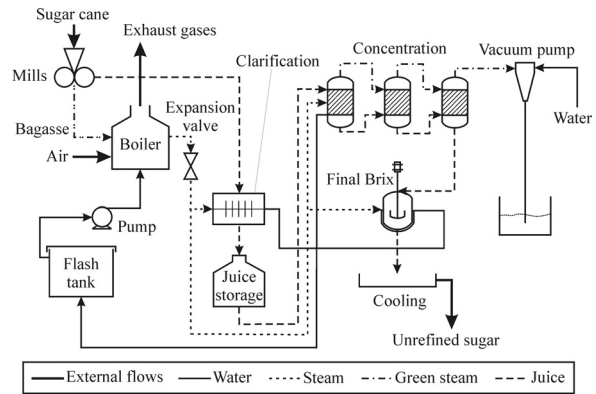 Sugar cane
Exhaust gases
Mills
Bagasse
Air
Boiler
Expansion
valve
Clarification
Concentration
Vacuum pump
Water
Final Brix
Pump
Flash
tank
Juice
storage
Cooling
Unrefined sugar
External flows
Water
Steam
Green steam
Juice